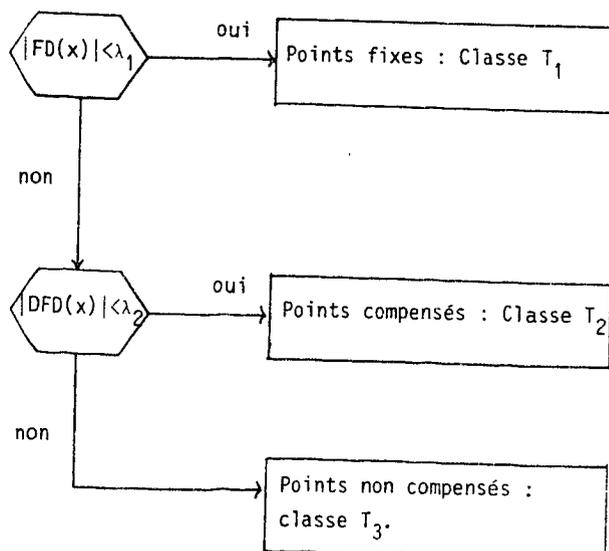 oui
|FD(x)|<λ₁
Points fixes : Classe T₁
non
oui
|DFD(x)|<λ₂
Points compensés : Classe T₂
non
Points non compensés :
classe T₃.